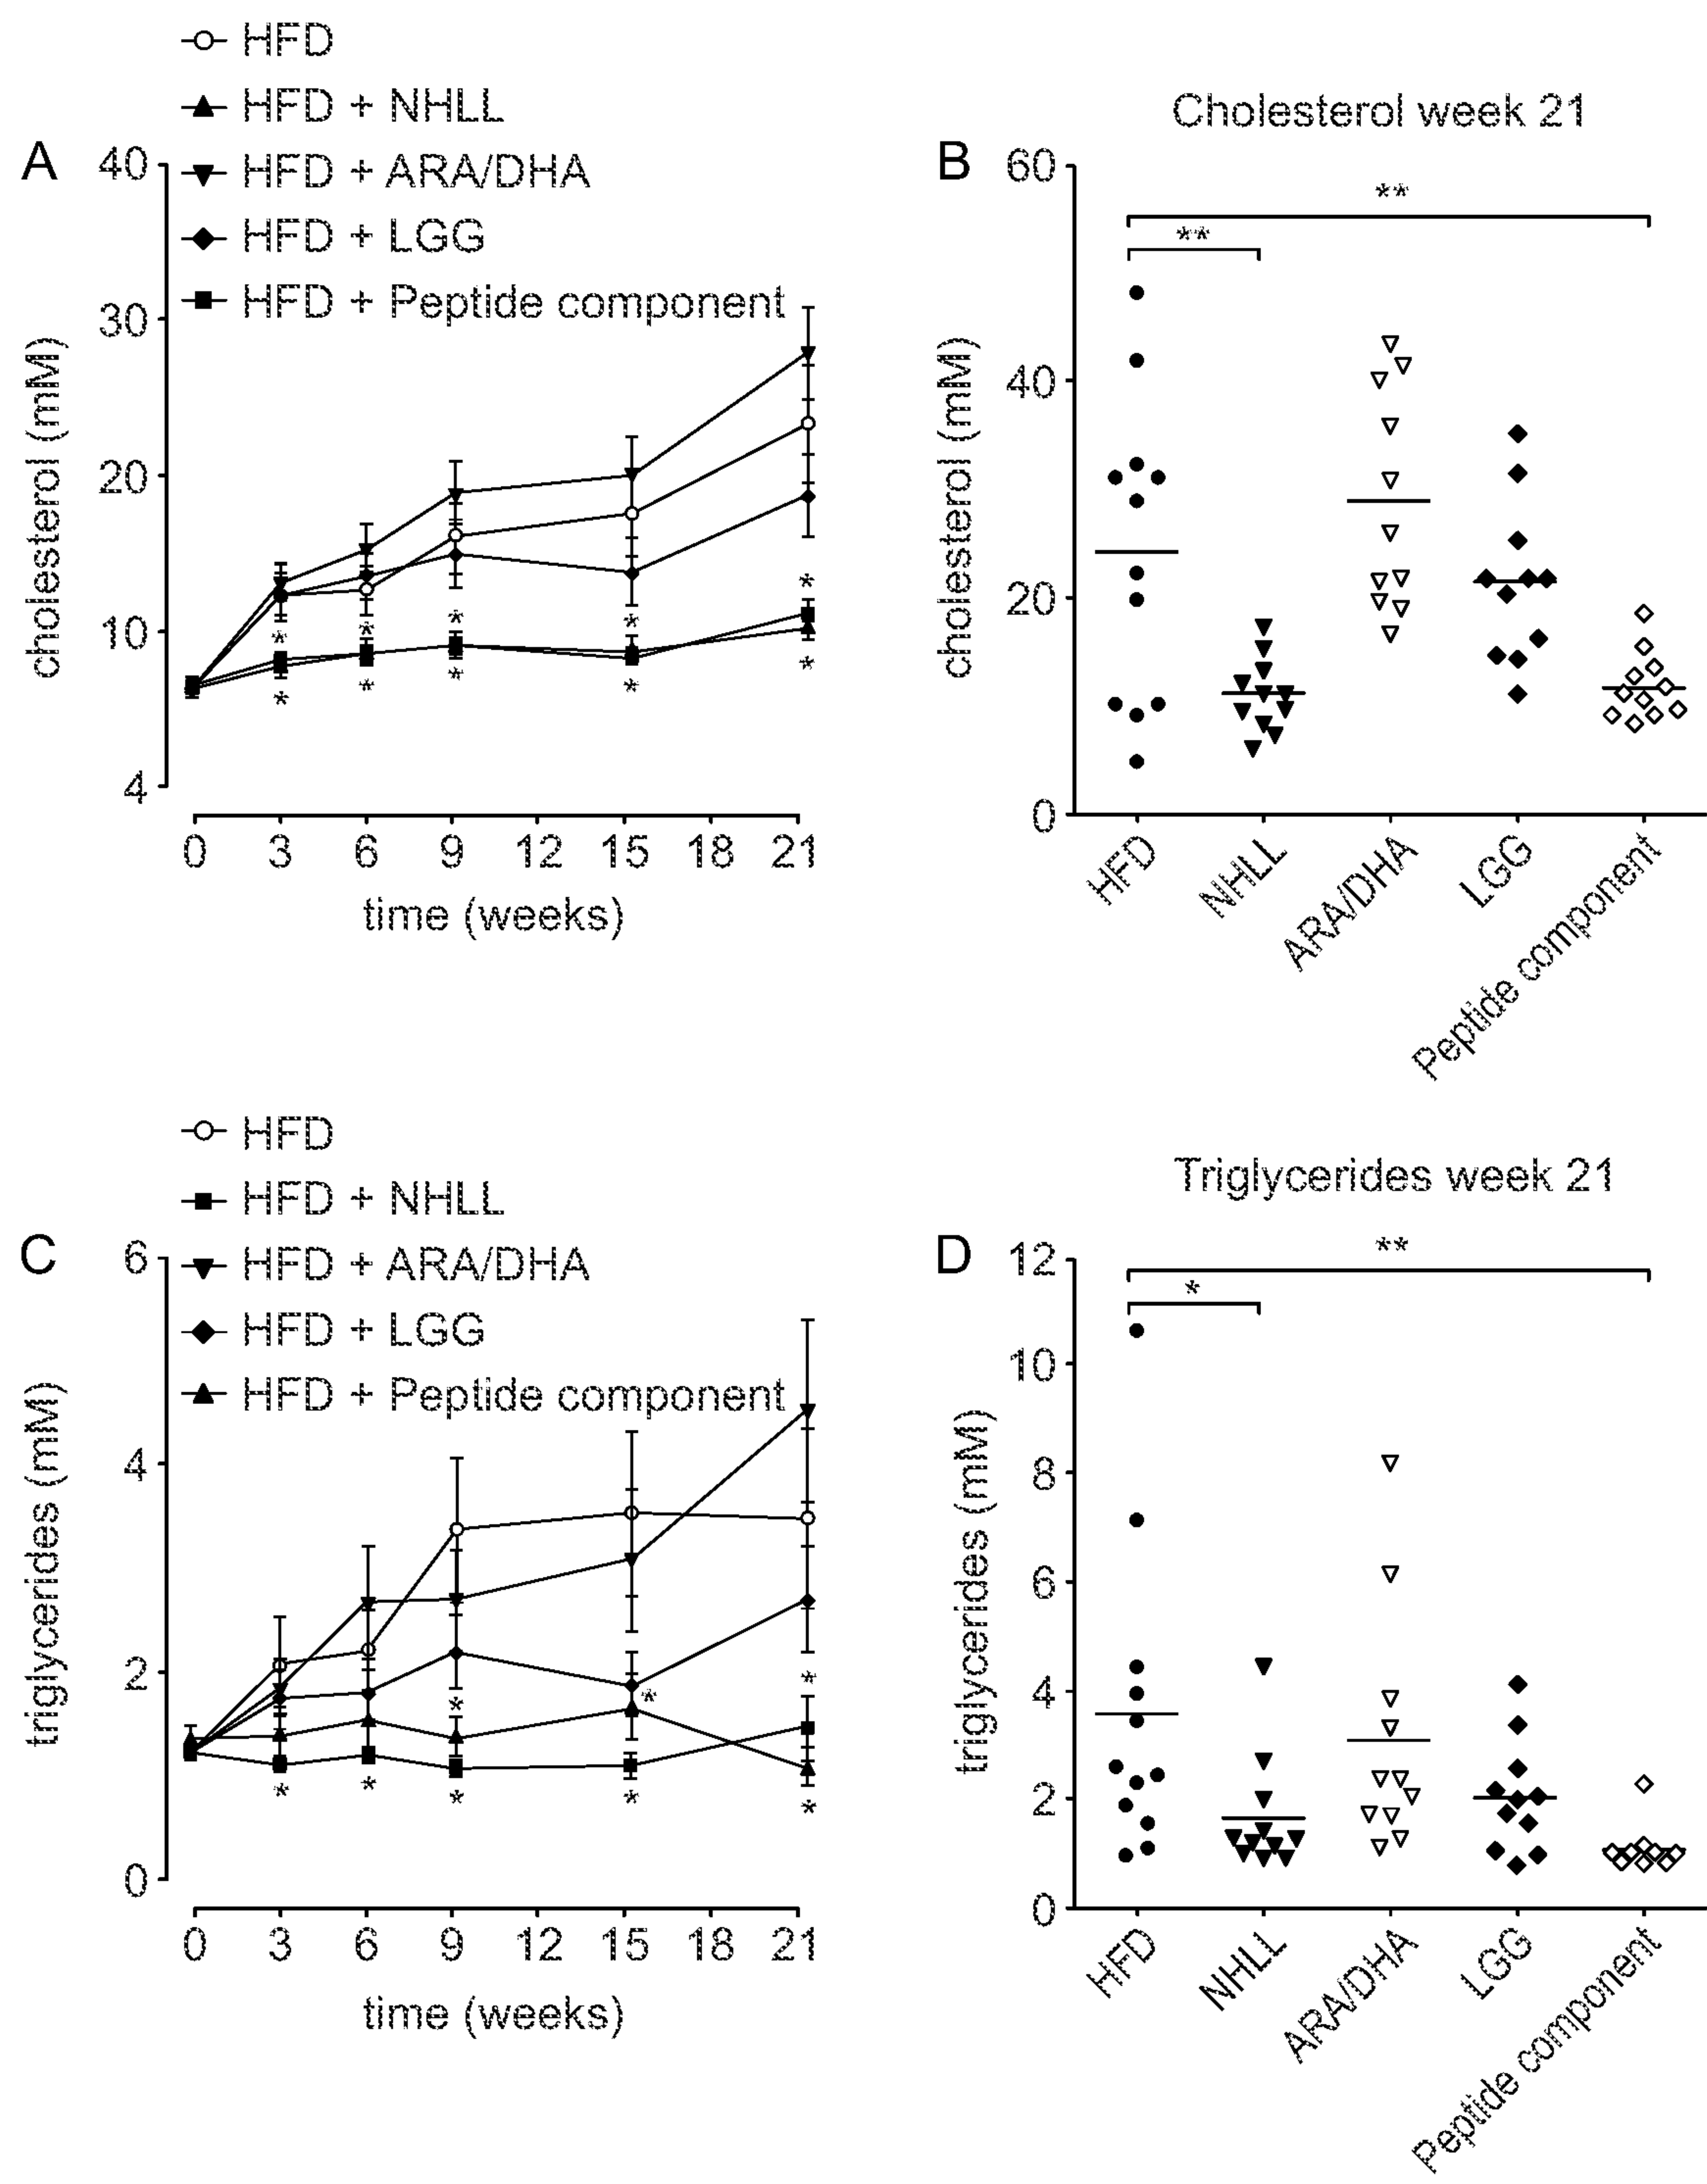 HFD
HFD + NHLL
A
HFD + ARA/DHA
HFD + LGG
HFD + Peptide component
40
30
20
10
4
cholesterol (mM)
* * * * *
* * * * *
0 3 6 9 12 15 18 21
time (weeks)
Cholesterol week 21
B
60
40
20
0
cholesterol (mM)
**
**
HFD
NHLL
ARA/DHA
LGG
Peptide component
HFD
HFD + NHLL
C
HFD + ARA/DHA
HFD + LGG
HFD + Peptide component
6
4
2
0
triglycerides (mM)
* * *
* * * * *
0 3 6 9 12 15 18 21
time (weeks)
Triglycerides week 21
D
12
10
8
6
4
2
0
triglycerides (mM)
**
*
HFD
NHLL
ARA/DHA
LGG
Peptide component